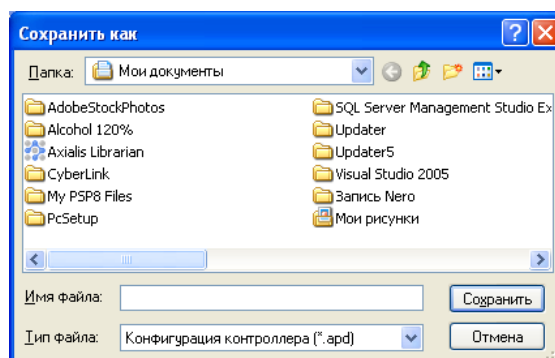 Сохранить как
Папка: Мои документы
AdobeStockPhotos
Alcohol 120%
Axialis Librarian
CyberLink
My PSP8 Files
PcSetup
SQL Server Management Studio Ex
Updater
Updater5
Visual Studio 2005
Запись Nero
Мои рисунки
Имя файла:
Сохранить
Тип файла: Конфигурация контроллера (*.apd)
Отмена